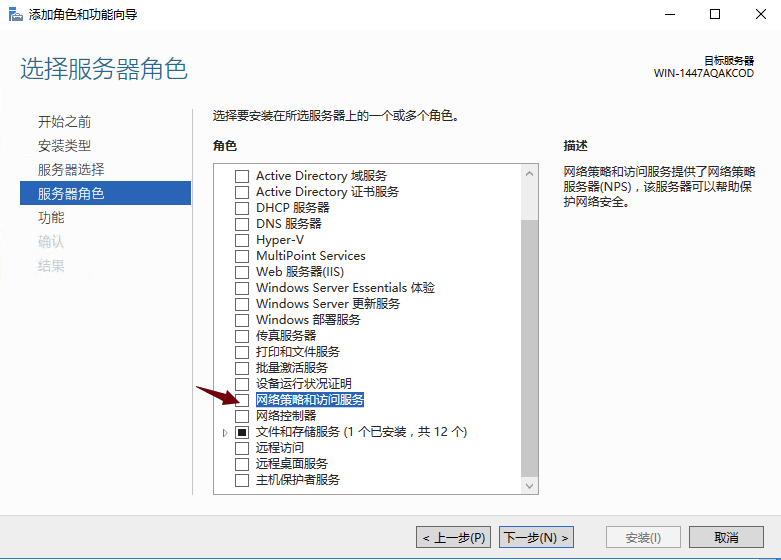 添加角色和功能向导
选择服务器角色
目标服务器
WIN-1447AQAKCOD
开始之前
安装类型
服务器选择
服务器角色
功能
确认
结果
选择要安装在所选服务器上的一个或多个角色。
角色
Active Directory 域服务
Active Directory 证书服务
DHCP 服务器
DNS 服务器
Hyper-V
MultiPoint Services
Web 服务器(IIS)
Windows Server Essentials 体验
Windows Server 更新服务
Windows 部署服务
传真服务器
打印和文件服务
批量激活服务
设备运行状况证明
网络策略和访问服务
网络控制器
文件和存储服务 (1 个已安装，共 12 个)
远程访问
远程桌面服务
主机保护者服务
描述
网络策略和访问服务提供了网络策略
服务器(NPS)，该服务器可以帮助保
护网络安全。
< 上一步(P)
下一步(N) >
安装(I)
取消